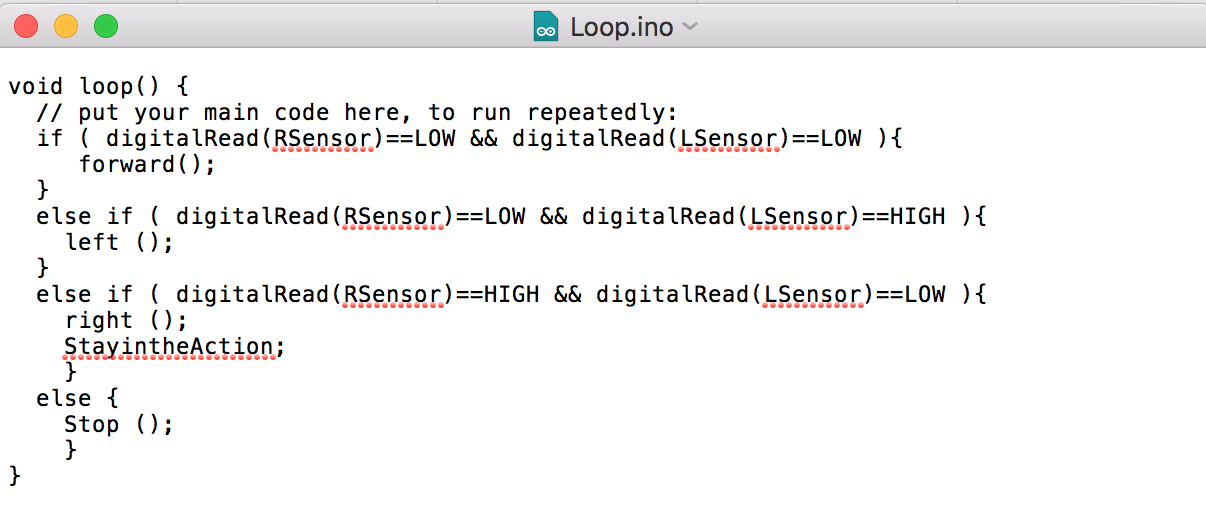 Loop.ino
void loop() {
  // put your main code here, to run repeatedly:
  if ( digitalRead(RSensor)==LOW && digitalRead(LSensor)==LOW ){
     forward();
  }
  else if ( digitalRead(RSensor)==LOW && digitalRead(LSensor)==HIGH ){
    left ();
  }
  else if ( digitalRead(RSensor)==HIGH && digitalRead(LSensor)==LOW ){
    right ();
    StayintheAction;
    }
  else {
    Stop ();
    }
}